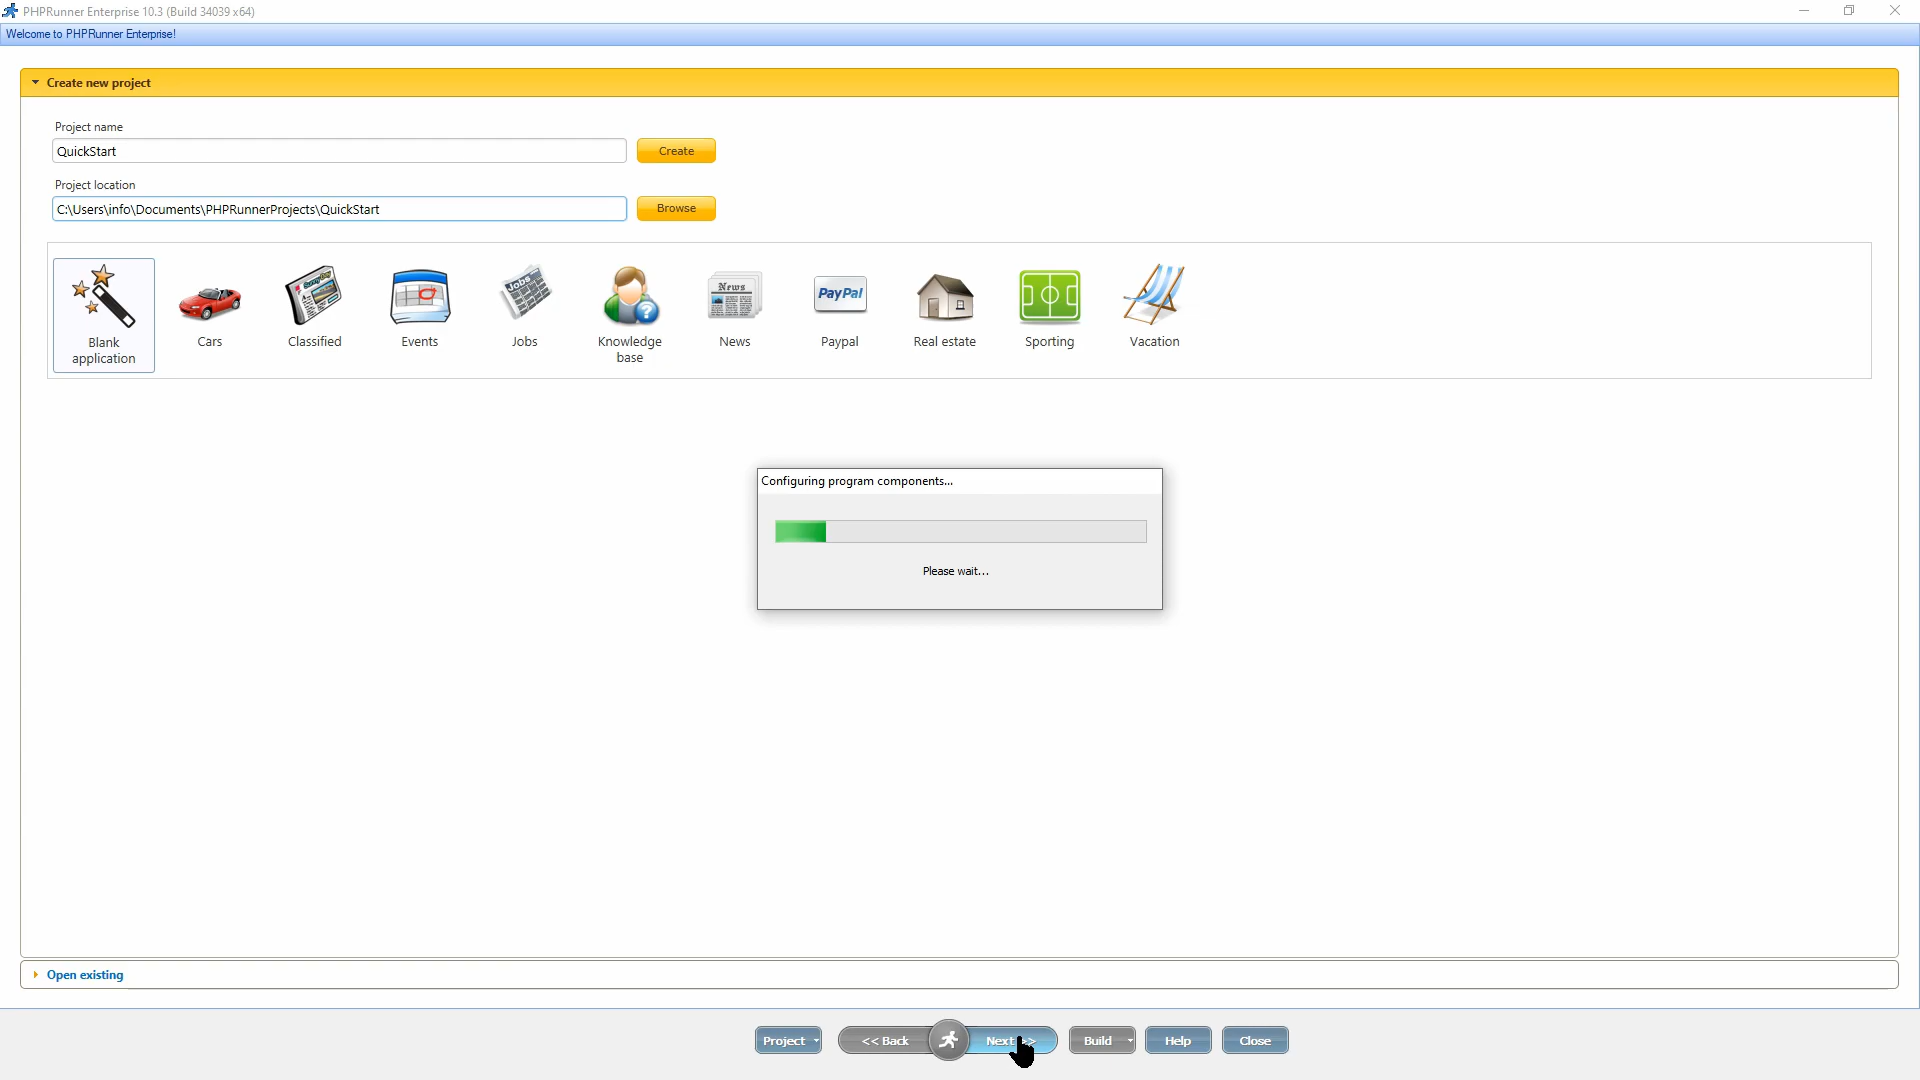 PHPRunner Enterprise 10.3 (Build 34039 x64)
Welcome to PHPRunner Enterprise!
Create new project
Project name
QuickStart
Create
Project location
C:\Users\info\Documents\PHPRunnerProjects\QuickStart
Browse
Jobs
News
PayPal
Blank
application
Cars
Classified
Events
Jobs
Knowledge
base
News
Paypal
Real estate
Sporting
Vacation
Configuring program components...
Please wait...
Open existing
Project
<< Back
Next >>
Build
Help
Close